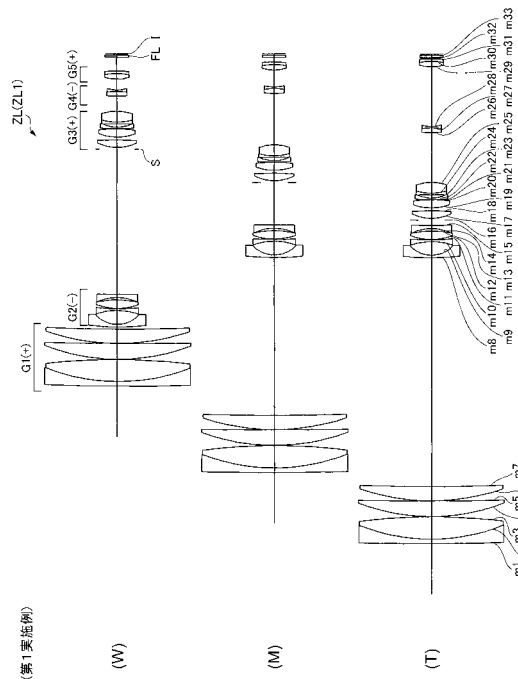 (第1実施例)
ZL(ZL1)
G1(+)
G2(-)
G3(+)
G4(-)
G5(+)
FL I
S
(W)
(M)
(T)
m1
m3
m5
m7
m8
m9
m10
m11
m12
m13
m14
m15
m16
m17
m18
m19
m20
m21
m22
m23
m24
m25
m26
m27
m28
m29
m30
m31
m32
m33